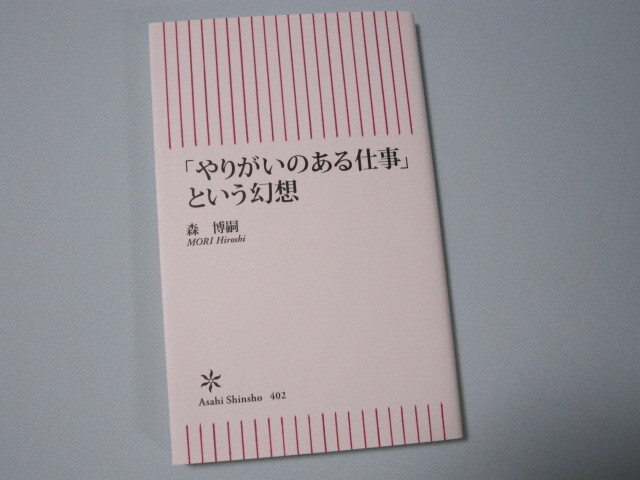 「やりがいのある仕事」
という幻想
森 博嗣
MORI Hiroshi
Asahi Shinsho 402